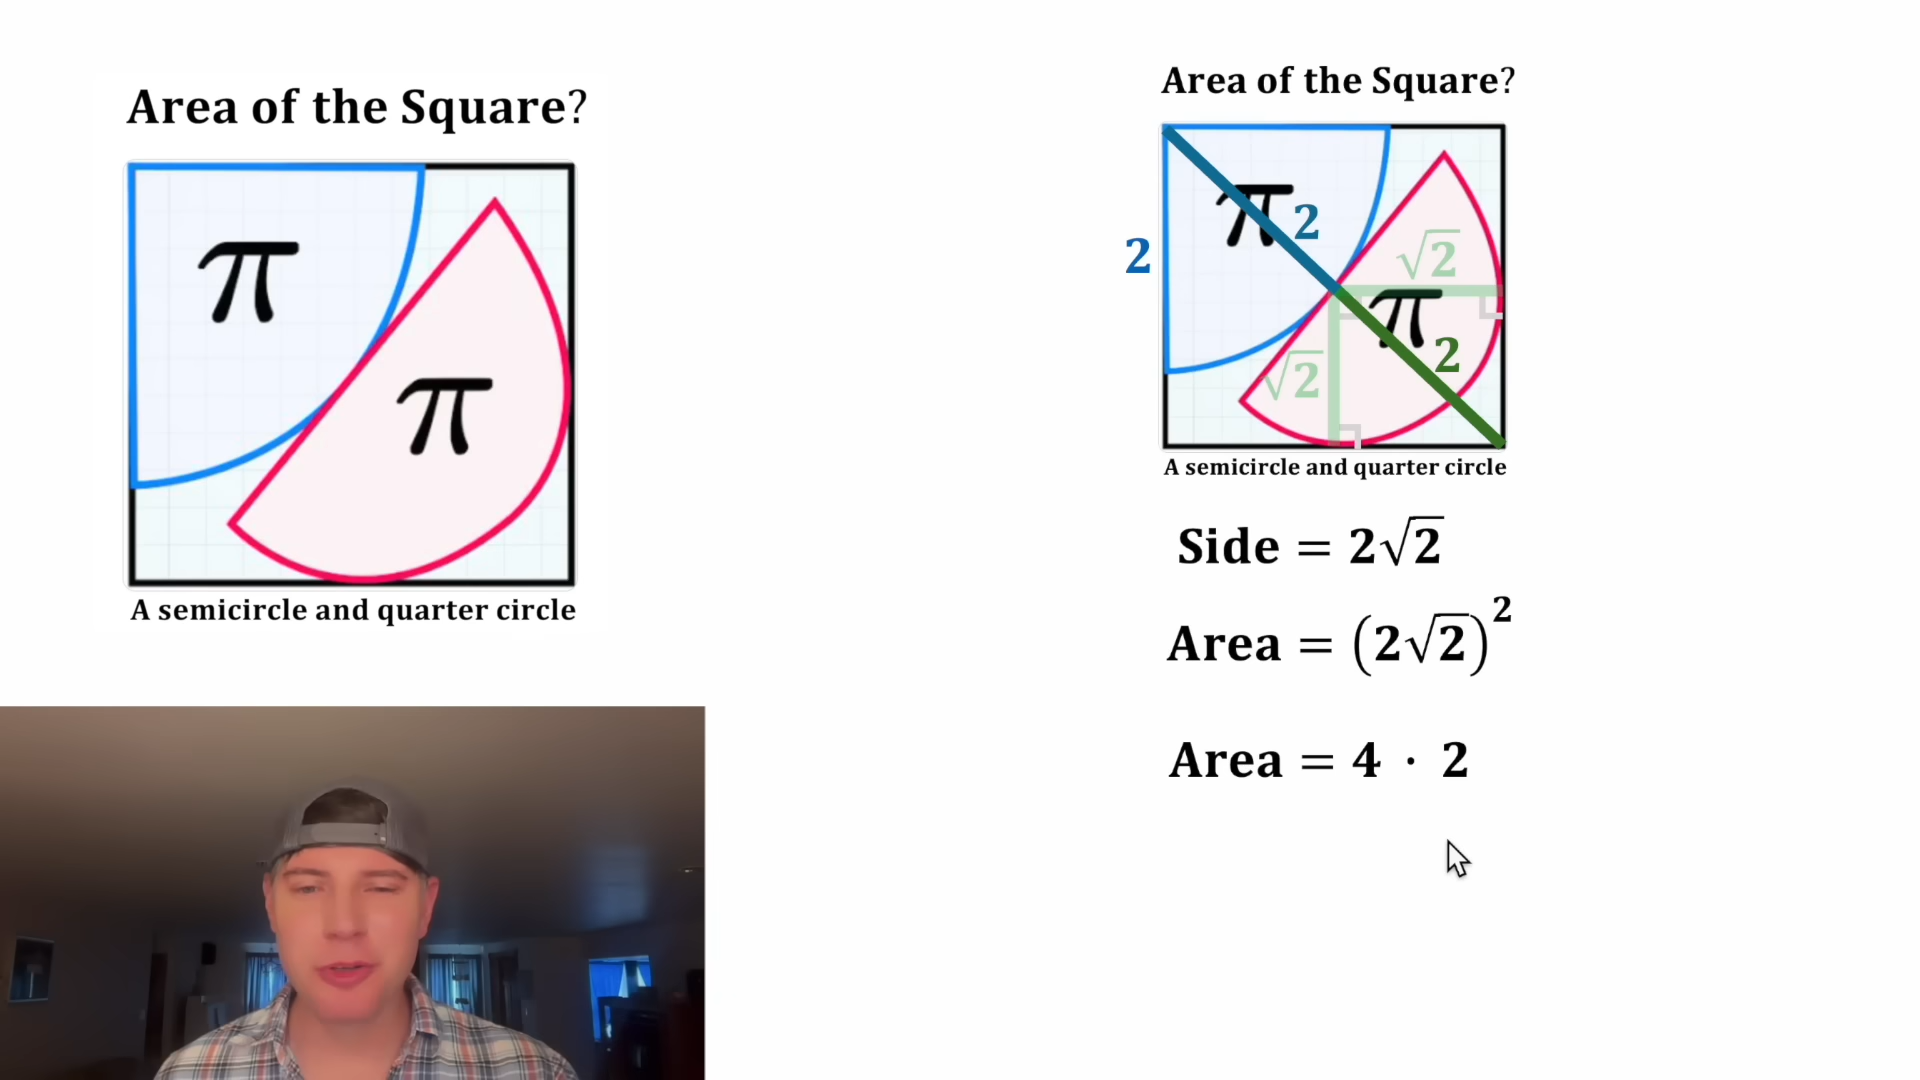 Area of the Square?
π
π
A semicircle and quarter circle
Area of the Square?
π
2
2
√2
π
√2
2
A semicircle and quarter circle
Side = 2√2
Area = (2√2)²
Area = 4 · 2